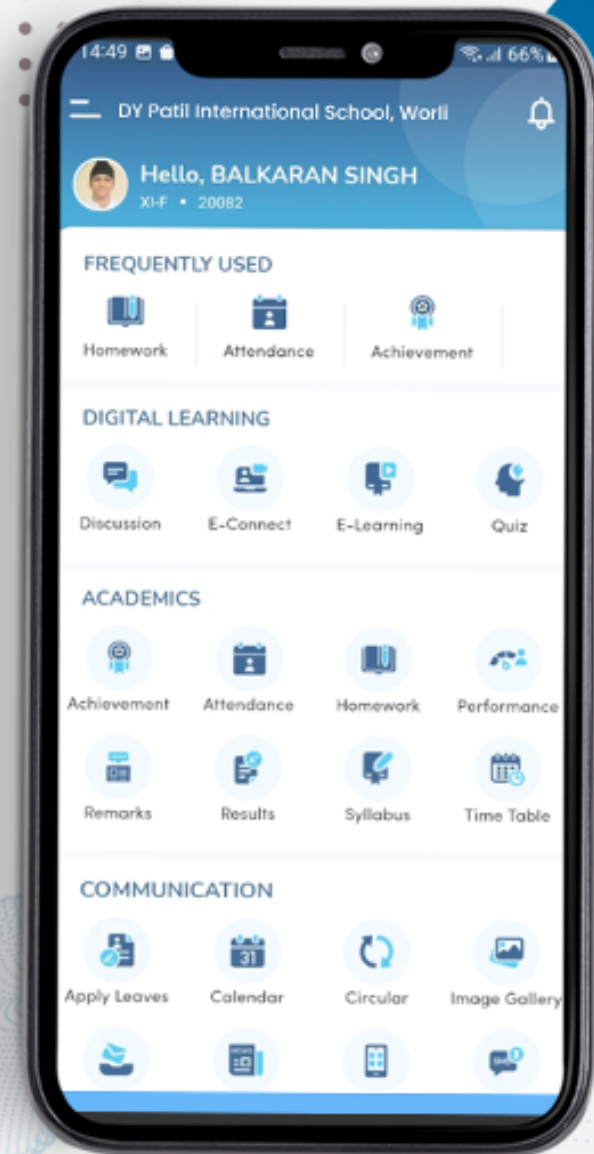 14:49 66%
DY Patil International School, Worli
Hello, BALKARAN SINGH
XI-F • 20082
FREQUENTLY USED
Homework Attendance Achievement
DIGITAL LEARNING
Discussion E-Connect E-Learning Quiz
ACADEMICS
Achievement Attendance Homework Performance
Remarks Results Syllabus Time Table
COMMUNICATION
31
Apply Leaves Calendar Circular Image Gallery
NEWS